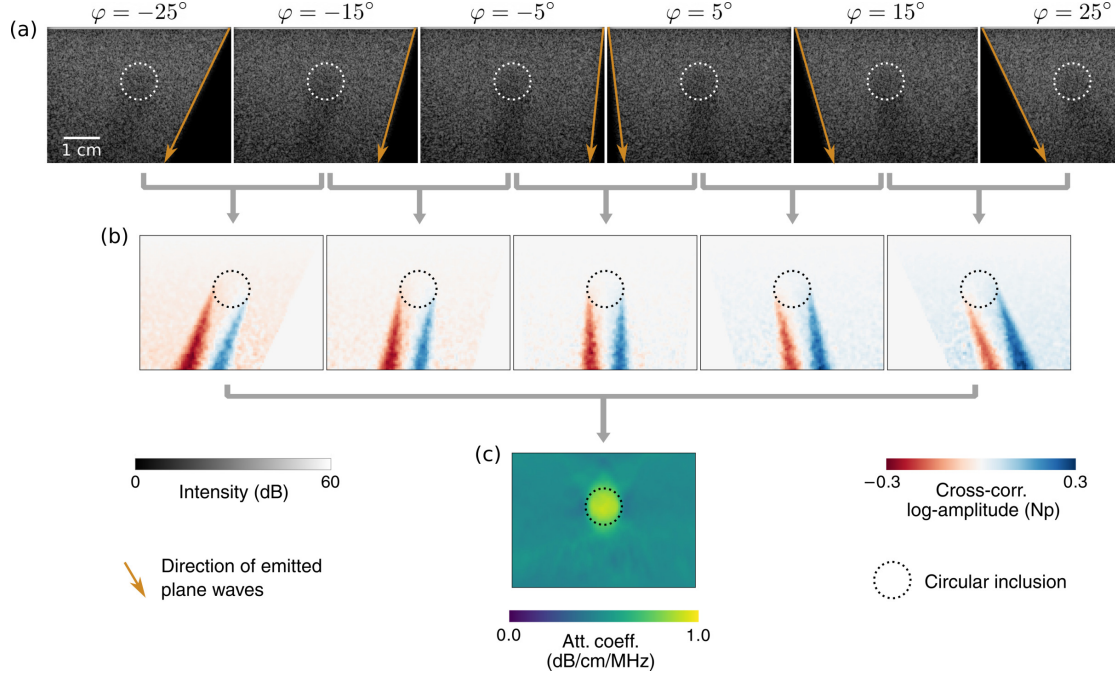 φ = −25° φ = −15° φ = −5° φ = 5° φ = 15° φ = 25°
(a)
1 cm
(b)
(c)
0 60
Intensity (dB)
−0.3 0.3
Cross-corr.
log-amplitude (Np)
Direction of emitted
plane waves
Circular inclusion
0.0 1.0
Att. coeff.
(dB/cm/MHz)